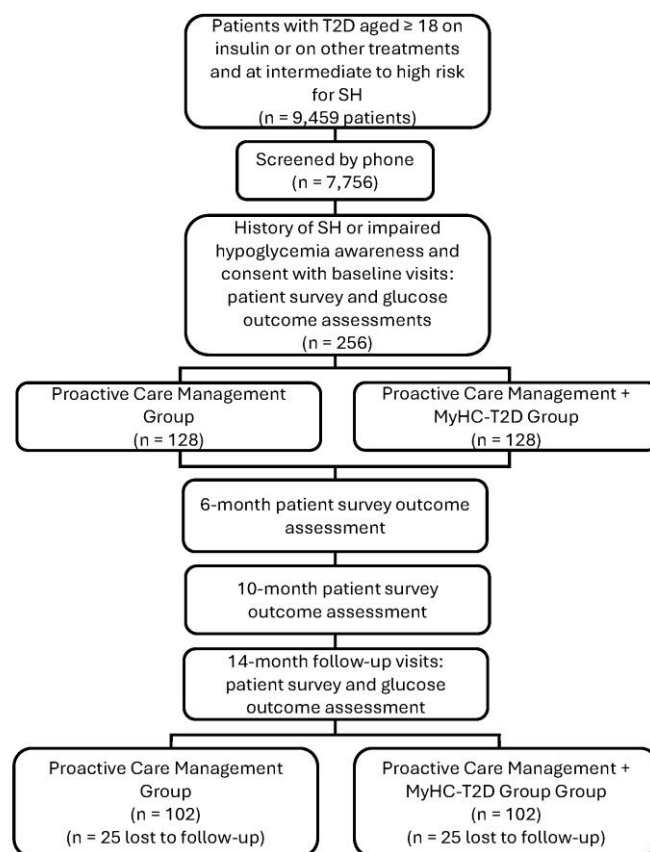 Patients with T2D aged ≥ 18 on
insulin or on other treatments
and at intermediate to high risk
for SH
(n = 9,459 patients)
Screened by phone
(n = 7,756)
History of SH or impaired
hypoglycemia awareness and
consent with baseline visits:
patient survey and glucose
outcome assessments
(n = 256)
Proactive Care Management
Group
(n = 128)
Proactive Care Management +
MyHC-T2D Group
(n = 128)
6-month patient survey outcome
assessment
10-month patient survey
outcome assessment
14-month follow-up visits:
patient survey and glucose
outcome assessment
Proactive Care Management
Group
(n = 102)
(n = 25 lost to follow-up)
Proactive Care Management +
MyHC-T2D Group Group
(n = 102)
(n = 25 lost to follow-up)